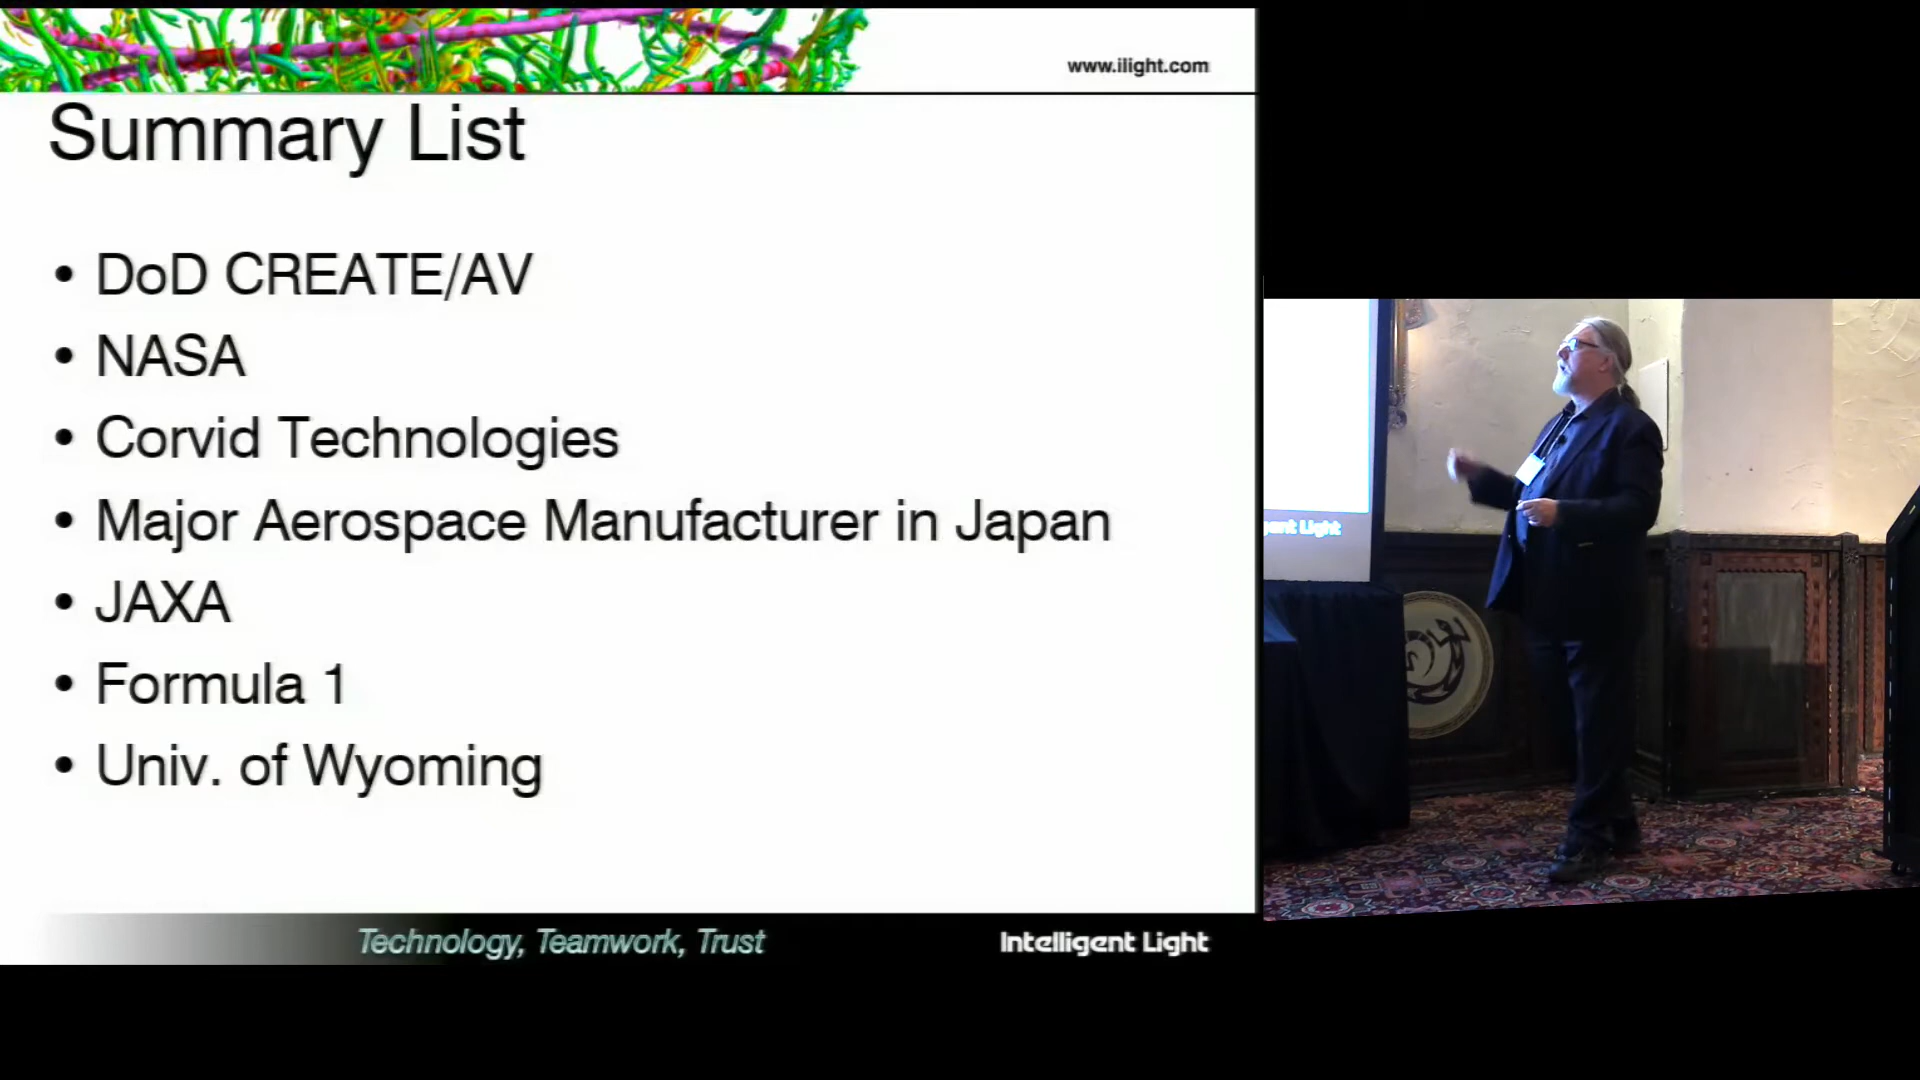 www.ilight.com
Summary List
• DoD CREATE/AV
• NASA
• Corvid Technologies
• Major Aerospace Manufacturer in Japan
• JAXA
• Formula 1
• Univ. of Wyoming
Technology, Teamwork, Trust
Intelligent Light
Light